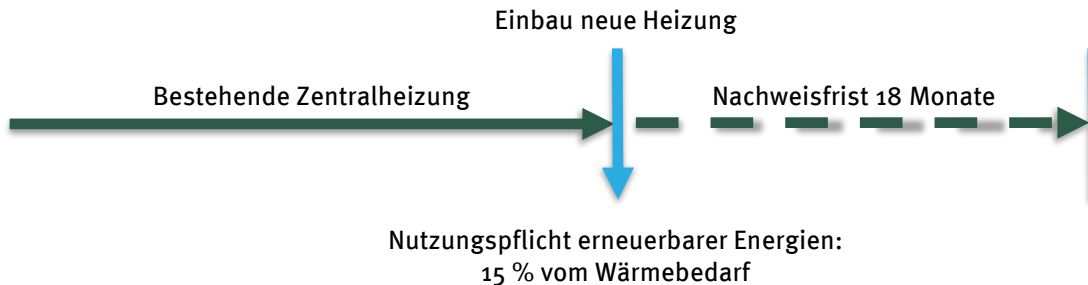 Einbau neue Heizung
Bestehende Zentralheizung
Nachweisfrist 18 Monate
Nutzungspflicht erneuerbarer Energien:
15 % vom Wärmebedarf